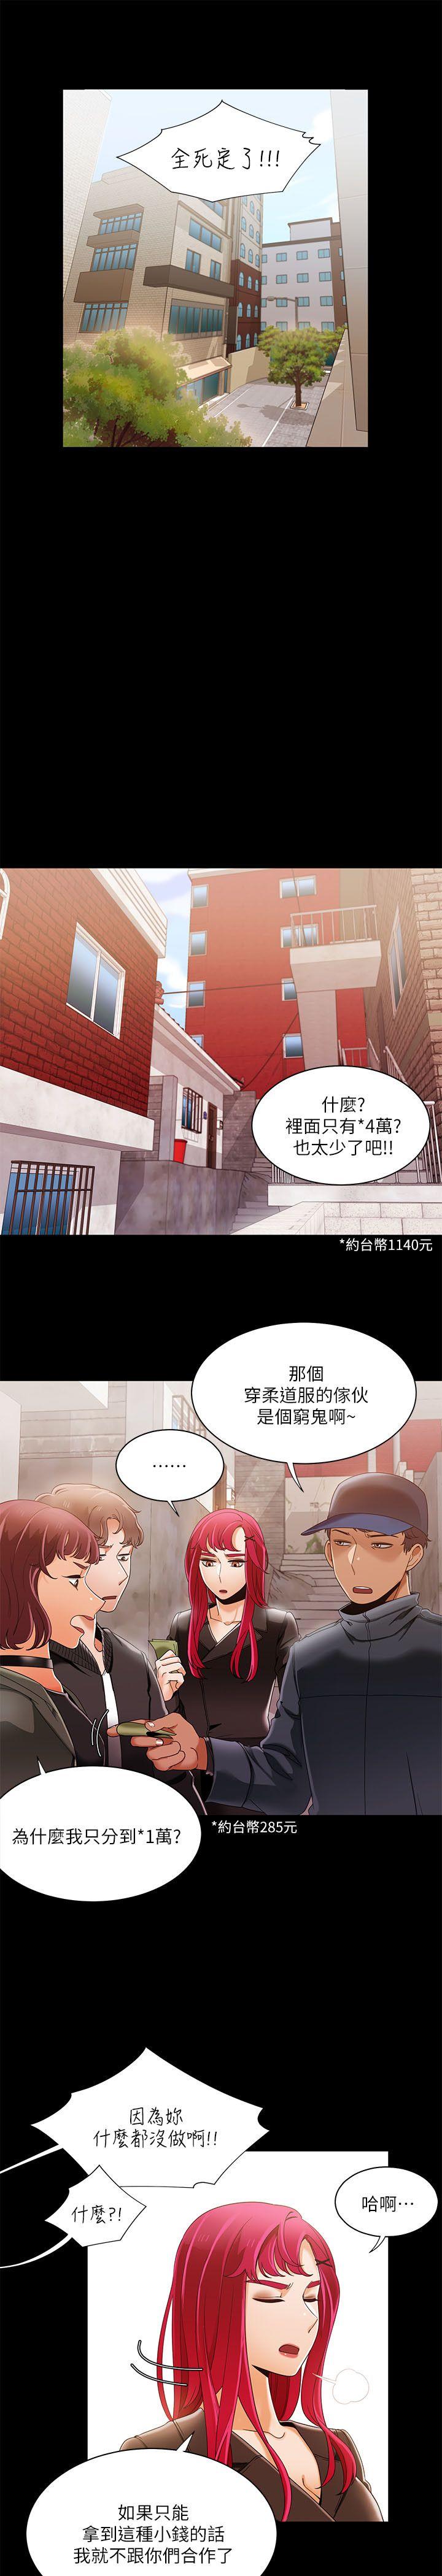 全死定了!!!
什麼?
裡面只有*4萬?
也太少了吧!!
*約台幣1140元
那個
穿柔道服的傢伙
是個窮鬼啊~
……
為什麼我只分到*1萬?
*約台幣285元
因為妳
什麼都沒做啊!!
什麼?!
哈啊…
如果只能
拿到這種小錢的話
我就不跟你們合作了